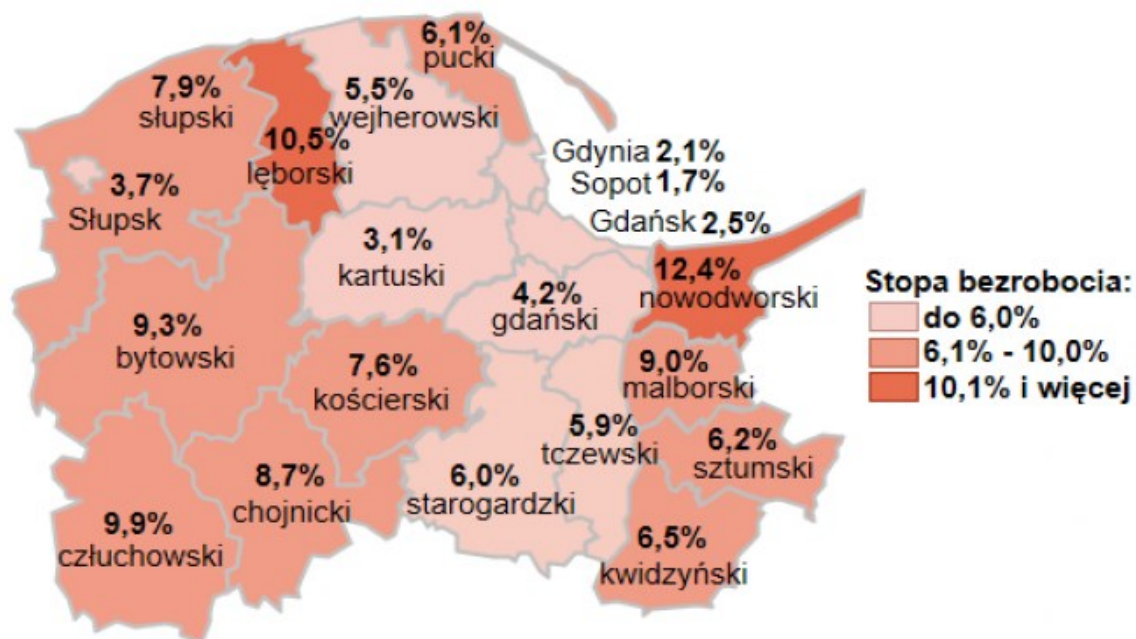 6,1%
pucki
7,9%
słupski
5,5%
wejherowski
10,5%
lęborski
Gdynia 2,1%
Sopot 1,7%
Gdańsk 2,5%
3,7%
Słupsk
3,1%
kartuski
4,2%
gdański
12,4%
nowodworski
Stopa bezrobocia:
do 6,0%
6,1% - 10,0%
10,1% i więcej
9,3%
bytowski
7,6%
kościerski
9,0%
malborski
5,9%
tczewski
6,2%
sztumski
8,7%
chojnicki
6,0%
starogardzki
9,9%
człuchowski
6,5%
kwidzyński